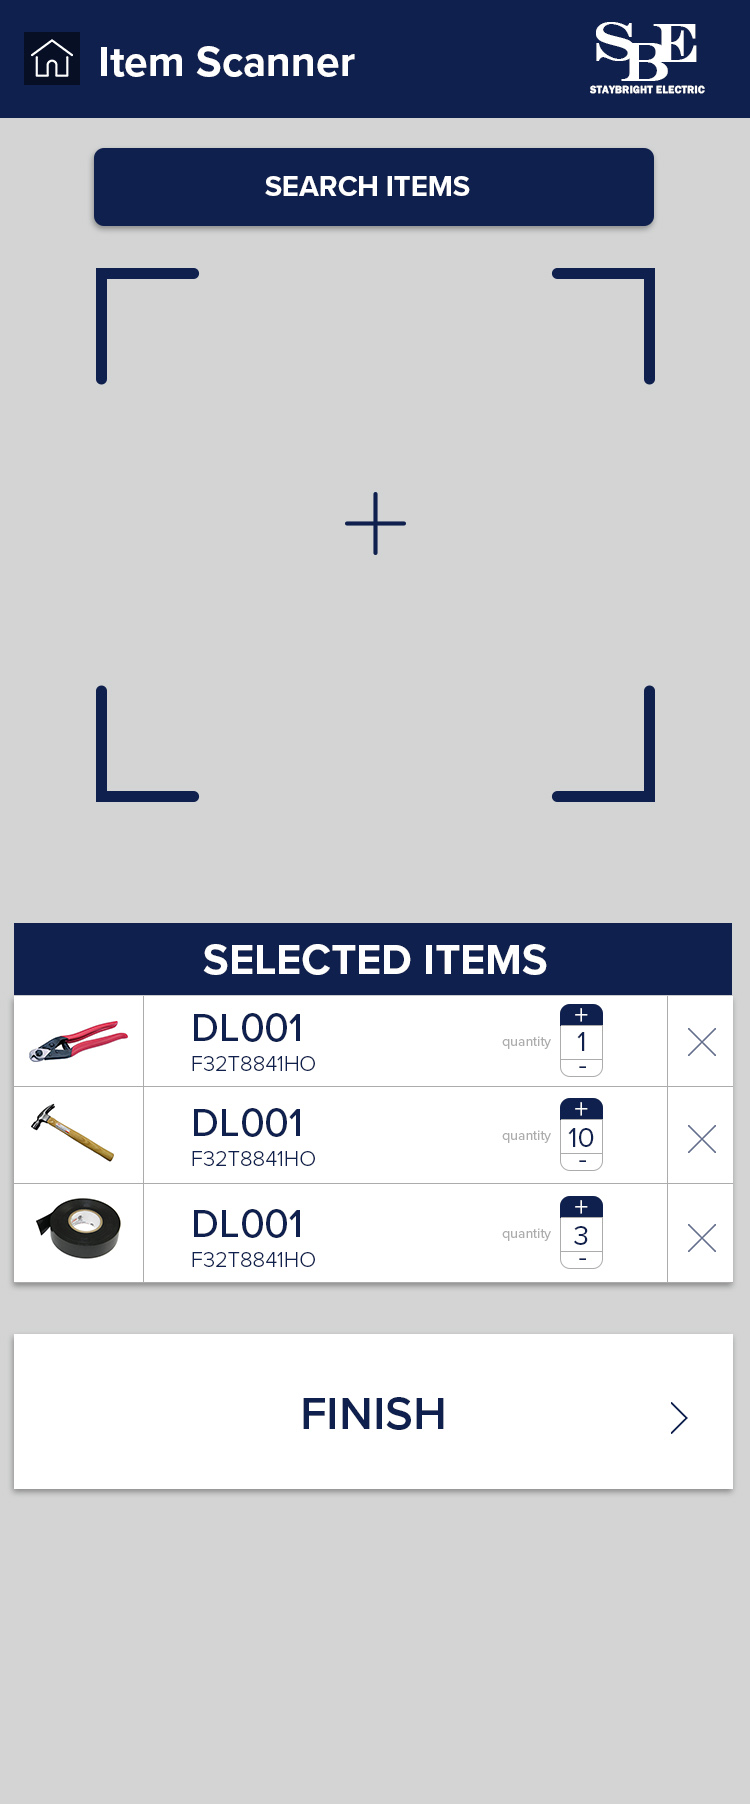 Item Scanner
SBE
STAYBRIGHT ELECTRIC
SEARCH ITEMS
SELECTED ITEMS
DL001
F32T8841HO
quantity
+
1
-
DL001
F32T8841HO
quantity
+
10
-
DL001
F32T8841HO
quantity
+
3
-
FINISH